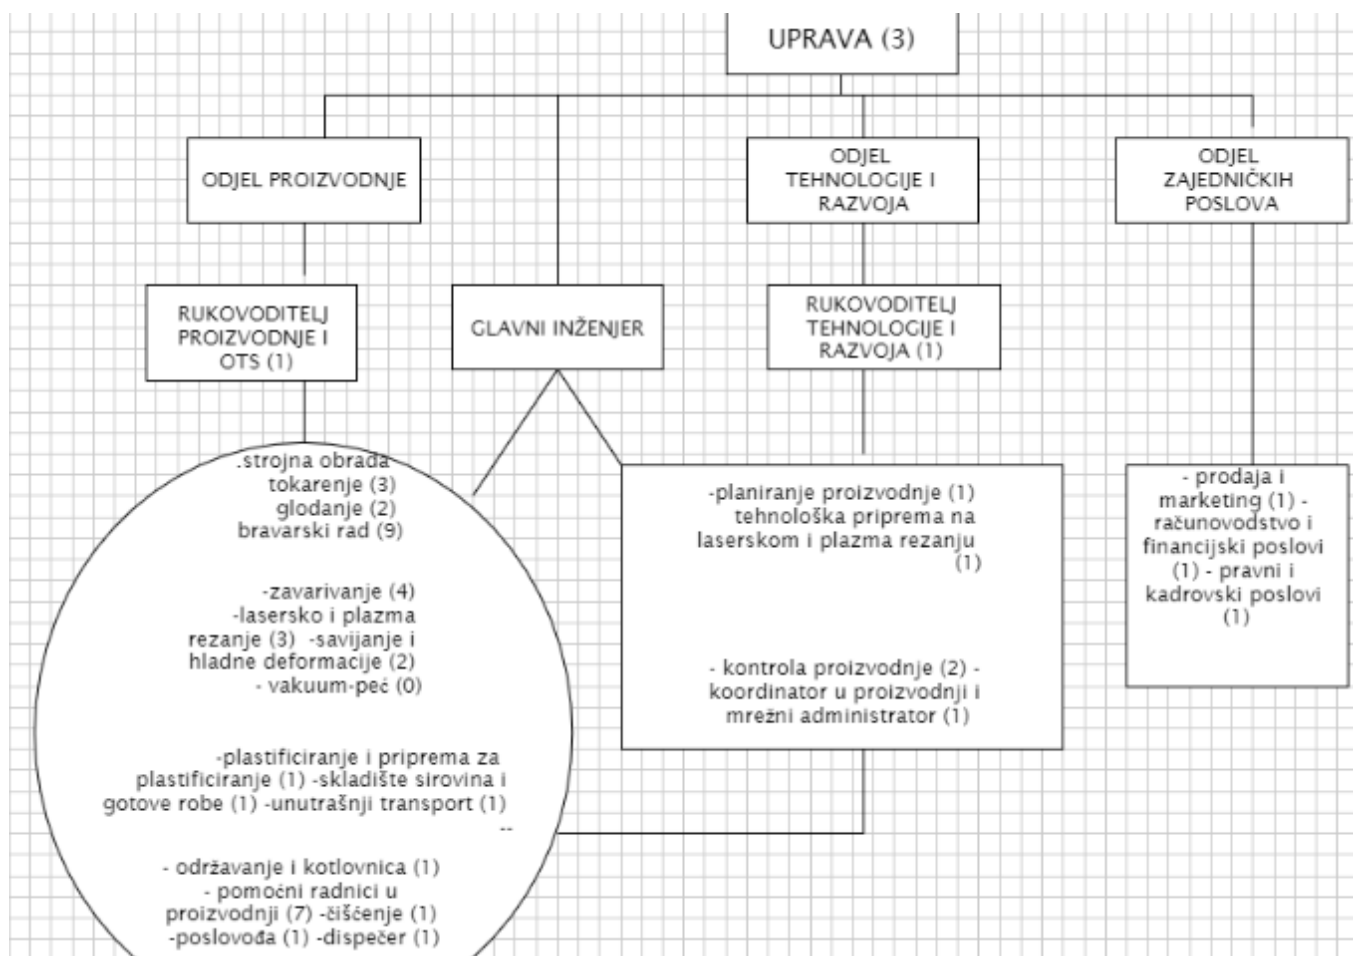 UPRAVA (3)
ODJEL PROIZVODNJE
ODJEL
TEHNOLOGIJE I
RAZVOJA
ODJEL
ZAJEDNIČKIH
POSLOVA
RUKOVODITELJ
PROIZVODNJE I
OTS (1)
GLAVNI INŽENJER
RUKOVODITELJ
TEHNOLOGIJE I
RAZVOJA (1)
.strojna obrada
tokarenje (3)
glodanje (2)
bravarski rad (9)
-zavarivanje (4)
-lasersko i plazma
rezanje (3) -savijanje i
hladne deformacije (2)
- vakuum-peć (0)
-plastificiranje i priprema za
plastificiranje (1) -skladište sirovina i
gotove robe (1) -unutrašnji transport (1)
--
- održavanje i kotlovnica (1)
- pomoćni radnici u
proizvodnji (7) -čišćenje (1)
-poslovođa (1) -dispečer (1)
-planiranje proizvodnje (1)
tehnološka priprema na
laserskom i plazma rezanju
(1)
- kontrola proizvodnje (2) -
koordinator u proizvodnji i
mrežni administrator (1)
- prodaja i
marketing (1) -
računovodstvo i
financijski poslovi
(1) - pravni i
kadrovski poslovi
(1)